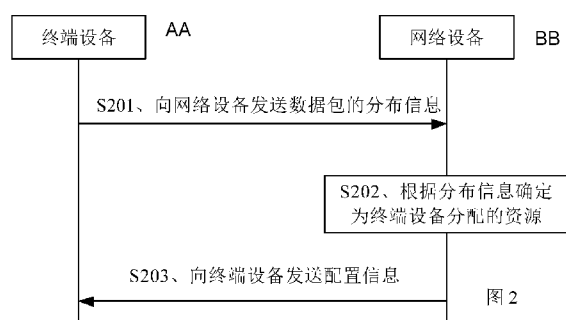 终端设备
AA
网络设备
BB
S201、向网络设备发送数据包的分布信息
S202、根据分布信息确定
为终端设备分配的资源
S203、向终端设备发送配置信息
图 2